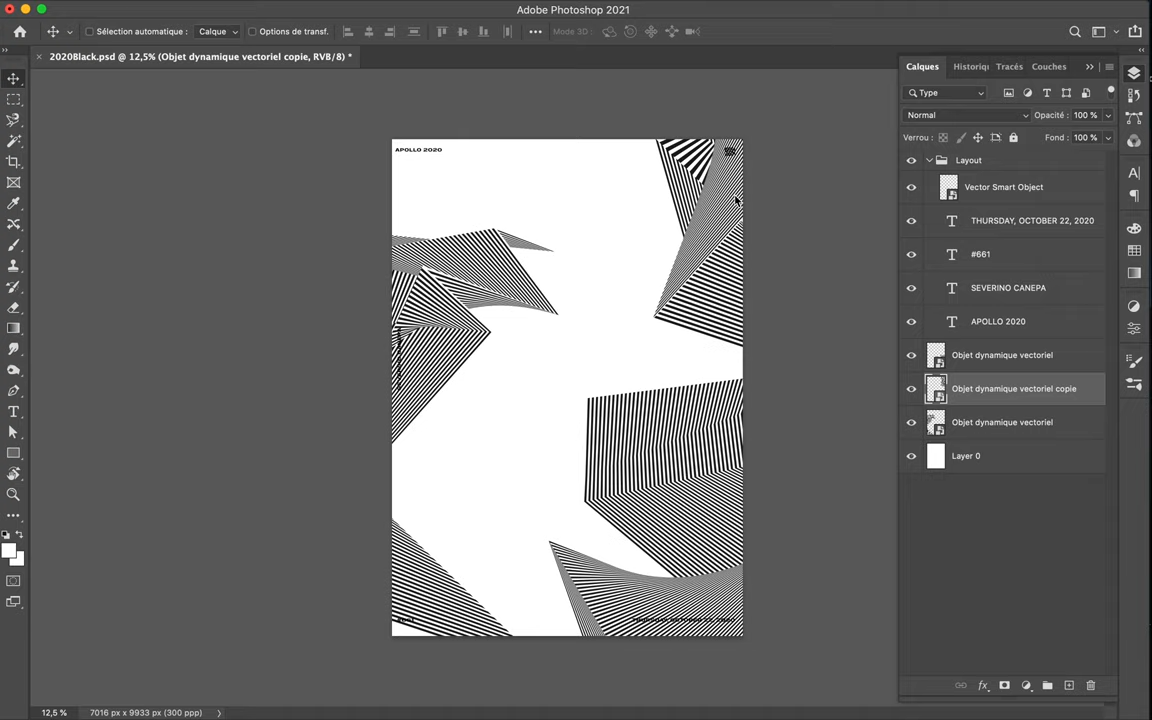 Adobe Photoshop 2021
Sélection automatique : Calque Options de transf. Mode 3D :
2020Black.psd @ 12,5% (Objet dynamique vectoriel copie, RVB/8) *
Calques Historiq Tracés Couches
Type
Normal Opacité : 100 %
Verrou : Fond : 100 %
Layout
Vector Smart Object
T THURSDAY, OCTOBER 22, 2020
T #661
T SEVERINO CANEPA
T APOLLO 2020
Objet dynamique vectoriel
Objet dynamique vectoriel copie
Objet dynamique vectoriel
Layer 0
APOLLO 2020
12,5 % 7016 px x 9933 px (300 ppp)